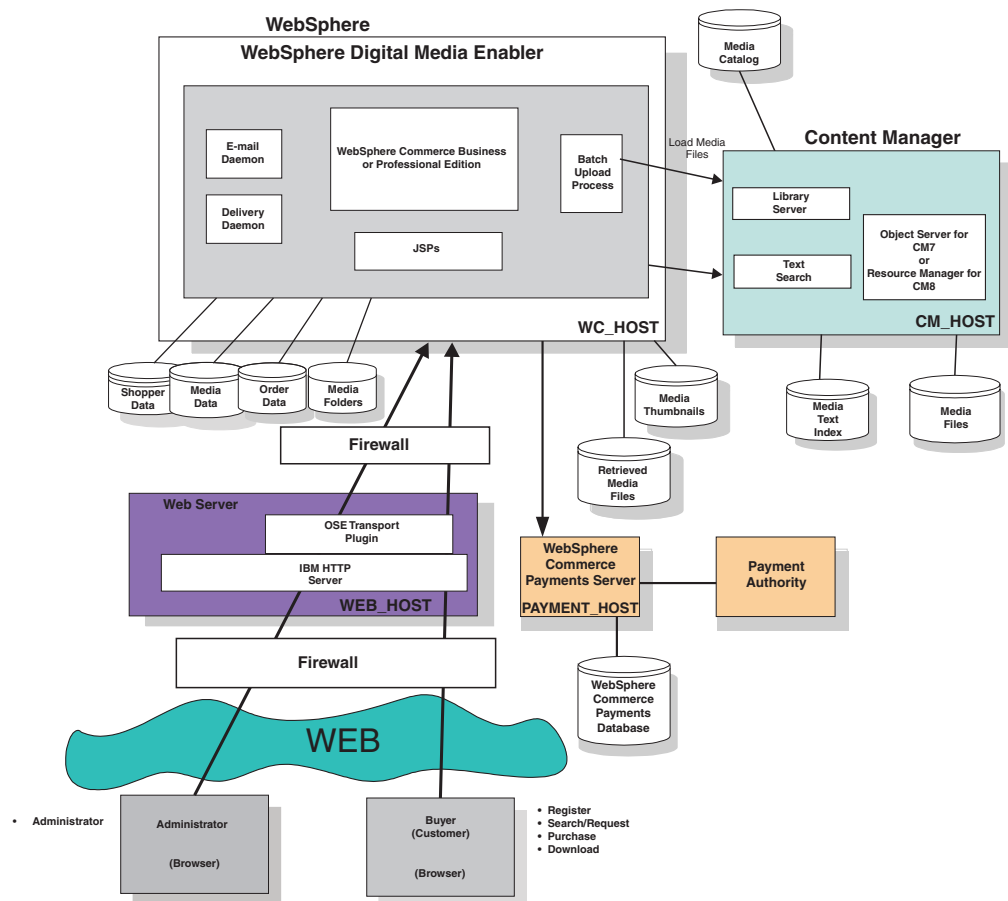 WebSphere
WebSphere Digital Media Enabler
E-mail
Daemon
Delivery
Daemon
WebSphere Commerce Business
or Professional Edition
JSPs
Batch
Upload
Process
WC_HOST
Load Media
Files
Media
Catalog
Content Manager
Library
Server
Text
Search
Object Server for
CM7
or
Resource Manager for
CM8
CM_HOST
Shopper
Data
Media
Data
Order
Data
Media
Folders
Media
Thumbnails
Retrieved
Media
Files
Media
Text
Index
Media
Files
Firewall
Web Server
OSE Transport
Plugin
IBM HTTP
Server
WEB_HOST
WebSphere
Commerce
Payments Server
PAYMENT_HOST
Payment
Authority
Firewall
WebSphere
Commerce
Payments
Database
WEB
• Administrator
Administrator
(Browser)
Buyer
(Customer)
(Browser)
• Register
• Search/Request
• Purchase
• Download